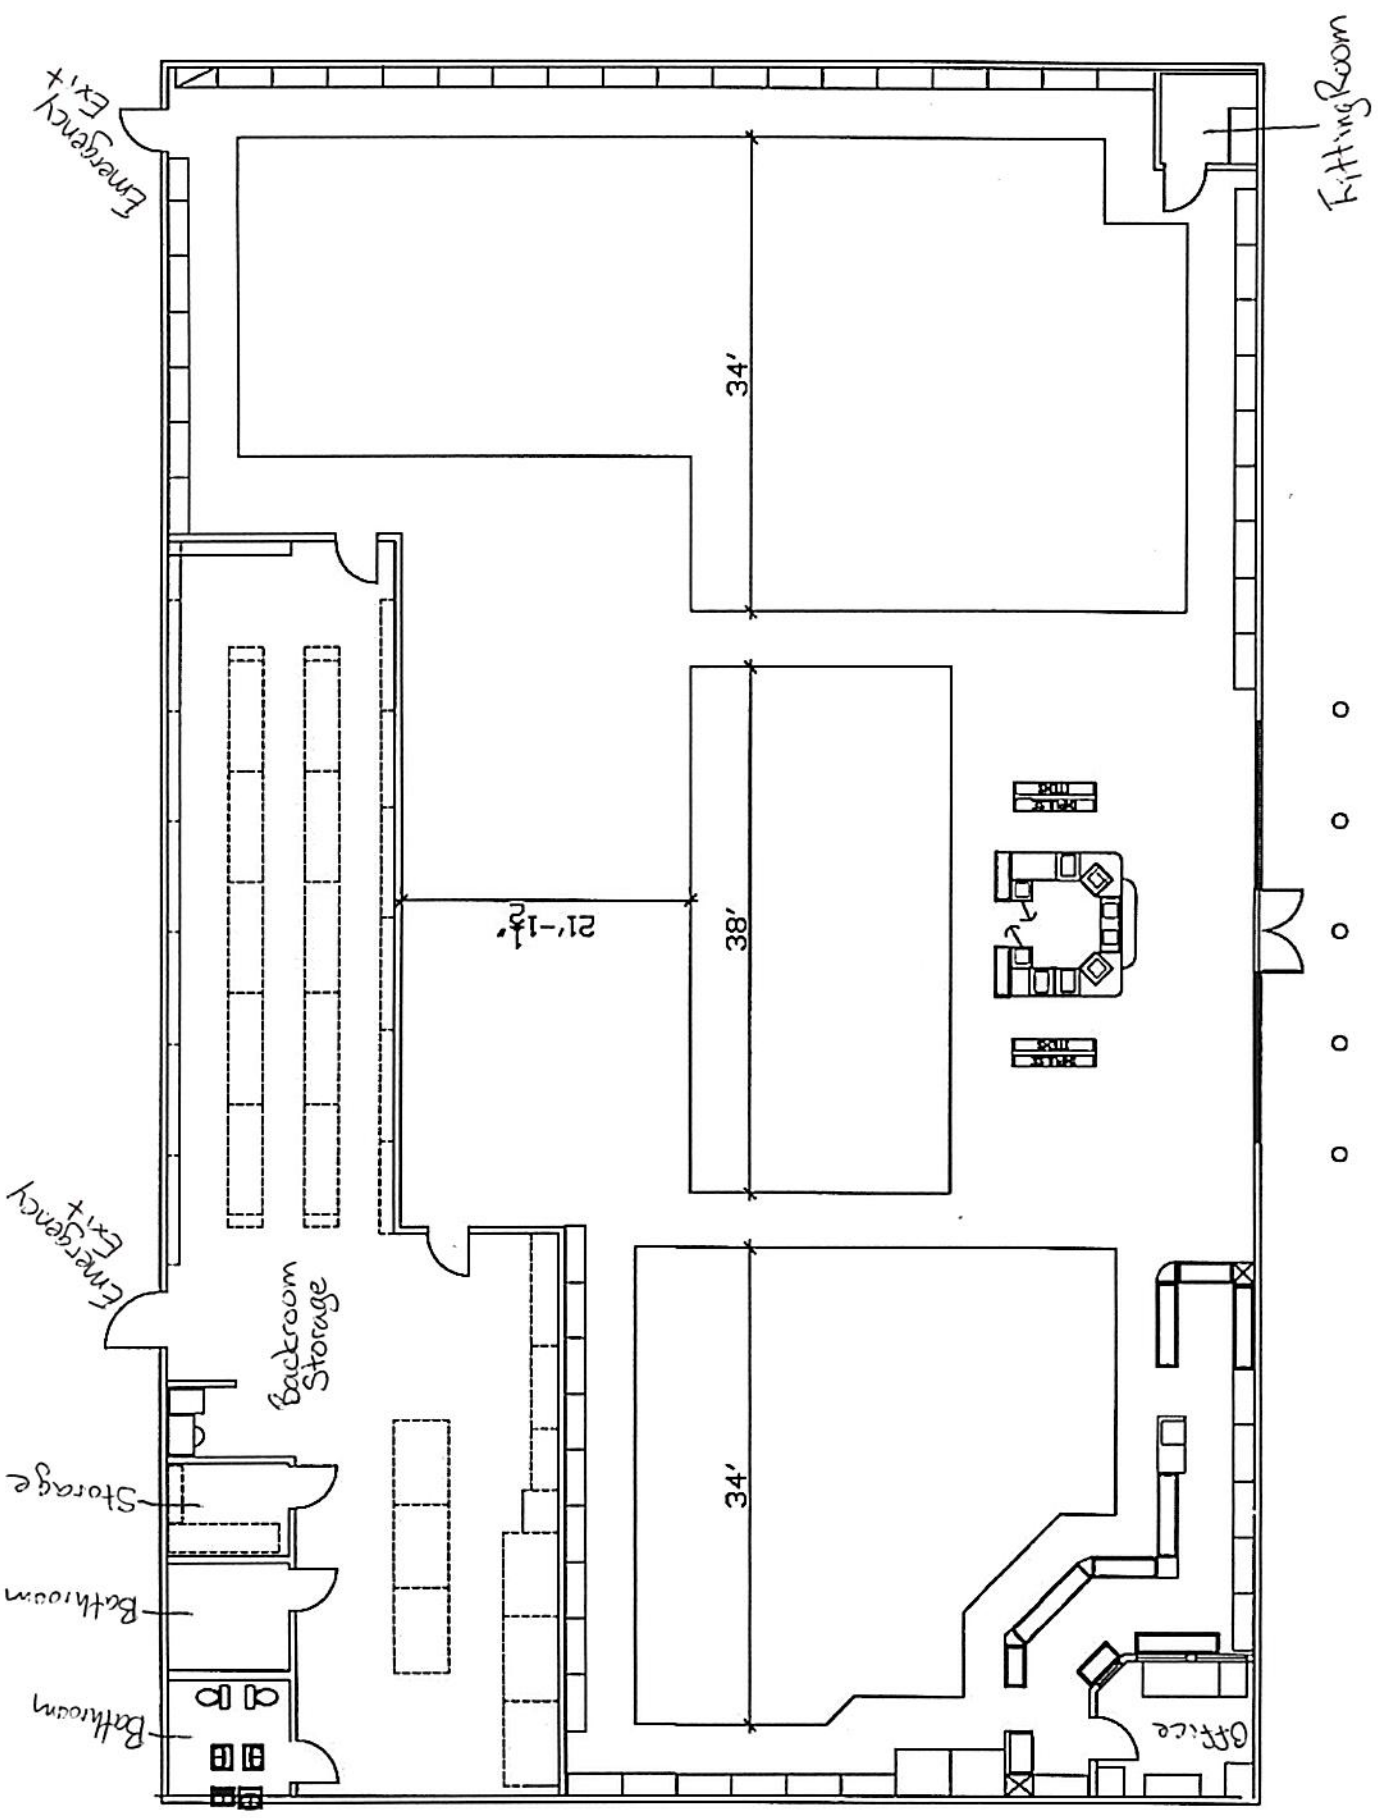 Emergency
Exit
Fitting Room
34'
38'
21'-1½"
Emergency
Exit
Backroom
Storage
34'
Storage
Bathroom
Bathroom
Office